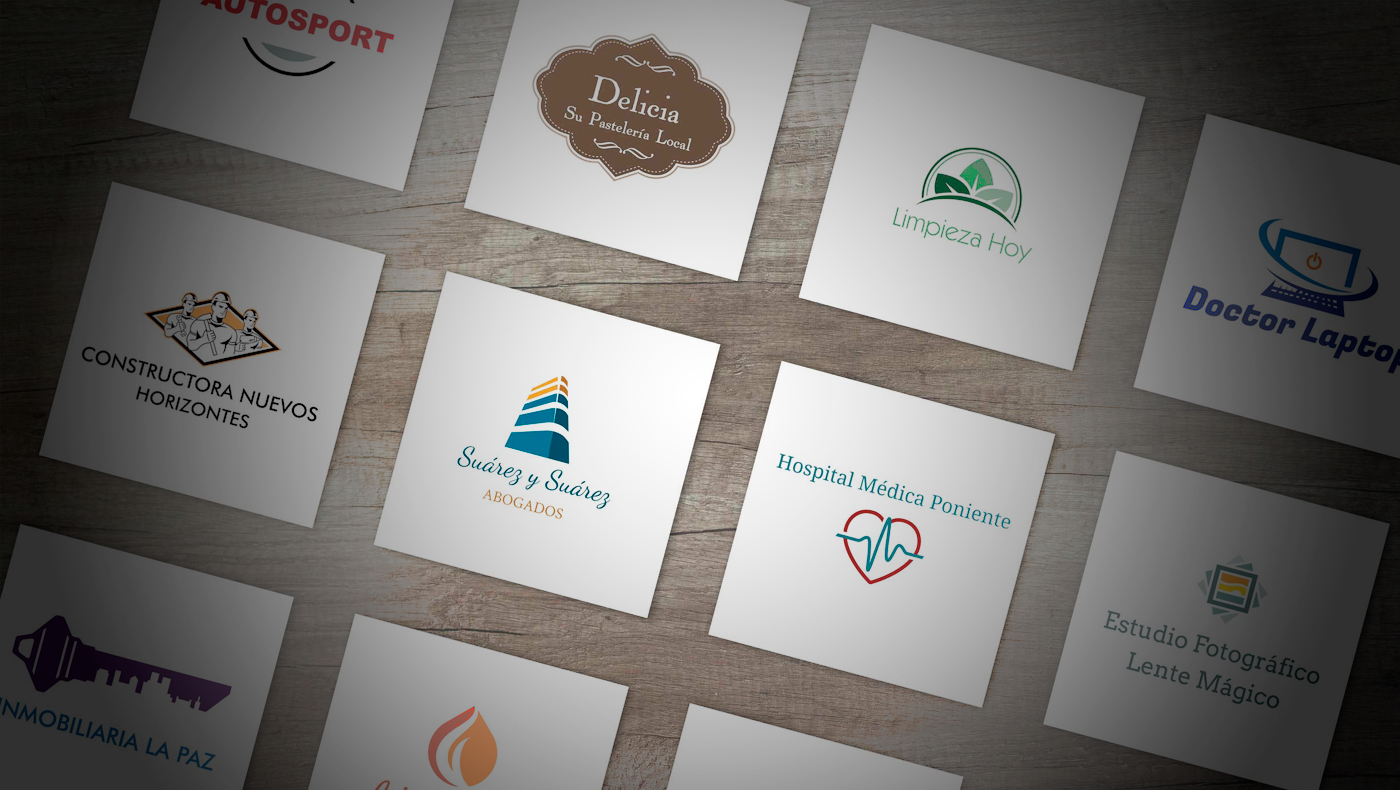 AUTOSPORT
Delicia
Su Pastelería Local
Limpieza Hoy
Doctor Laptop
CONSTRUCTORA NUEVOS
HORIZONTES
Suárez y Suárez
ABOGADOS
Hospital Médica Poniente
Estudio Fotográfico
Lente Mágico
INMOBILIARIA LA PAZ